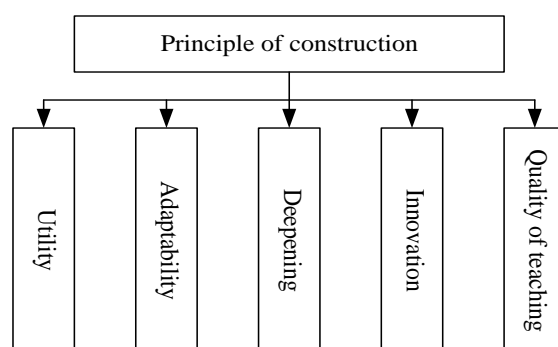 Principle of construction
Utility
Adaptability
Deepening
Innovation
Quality of teaching